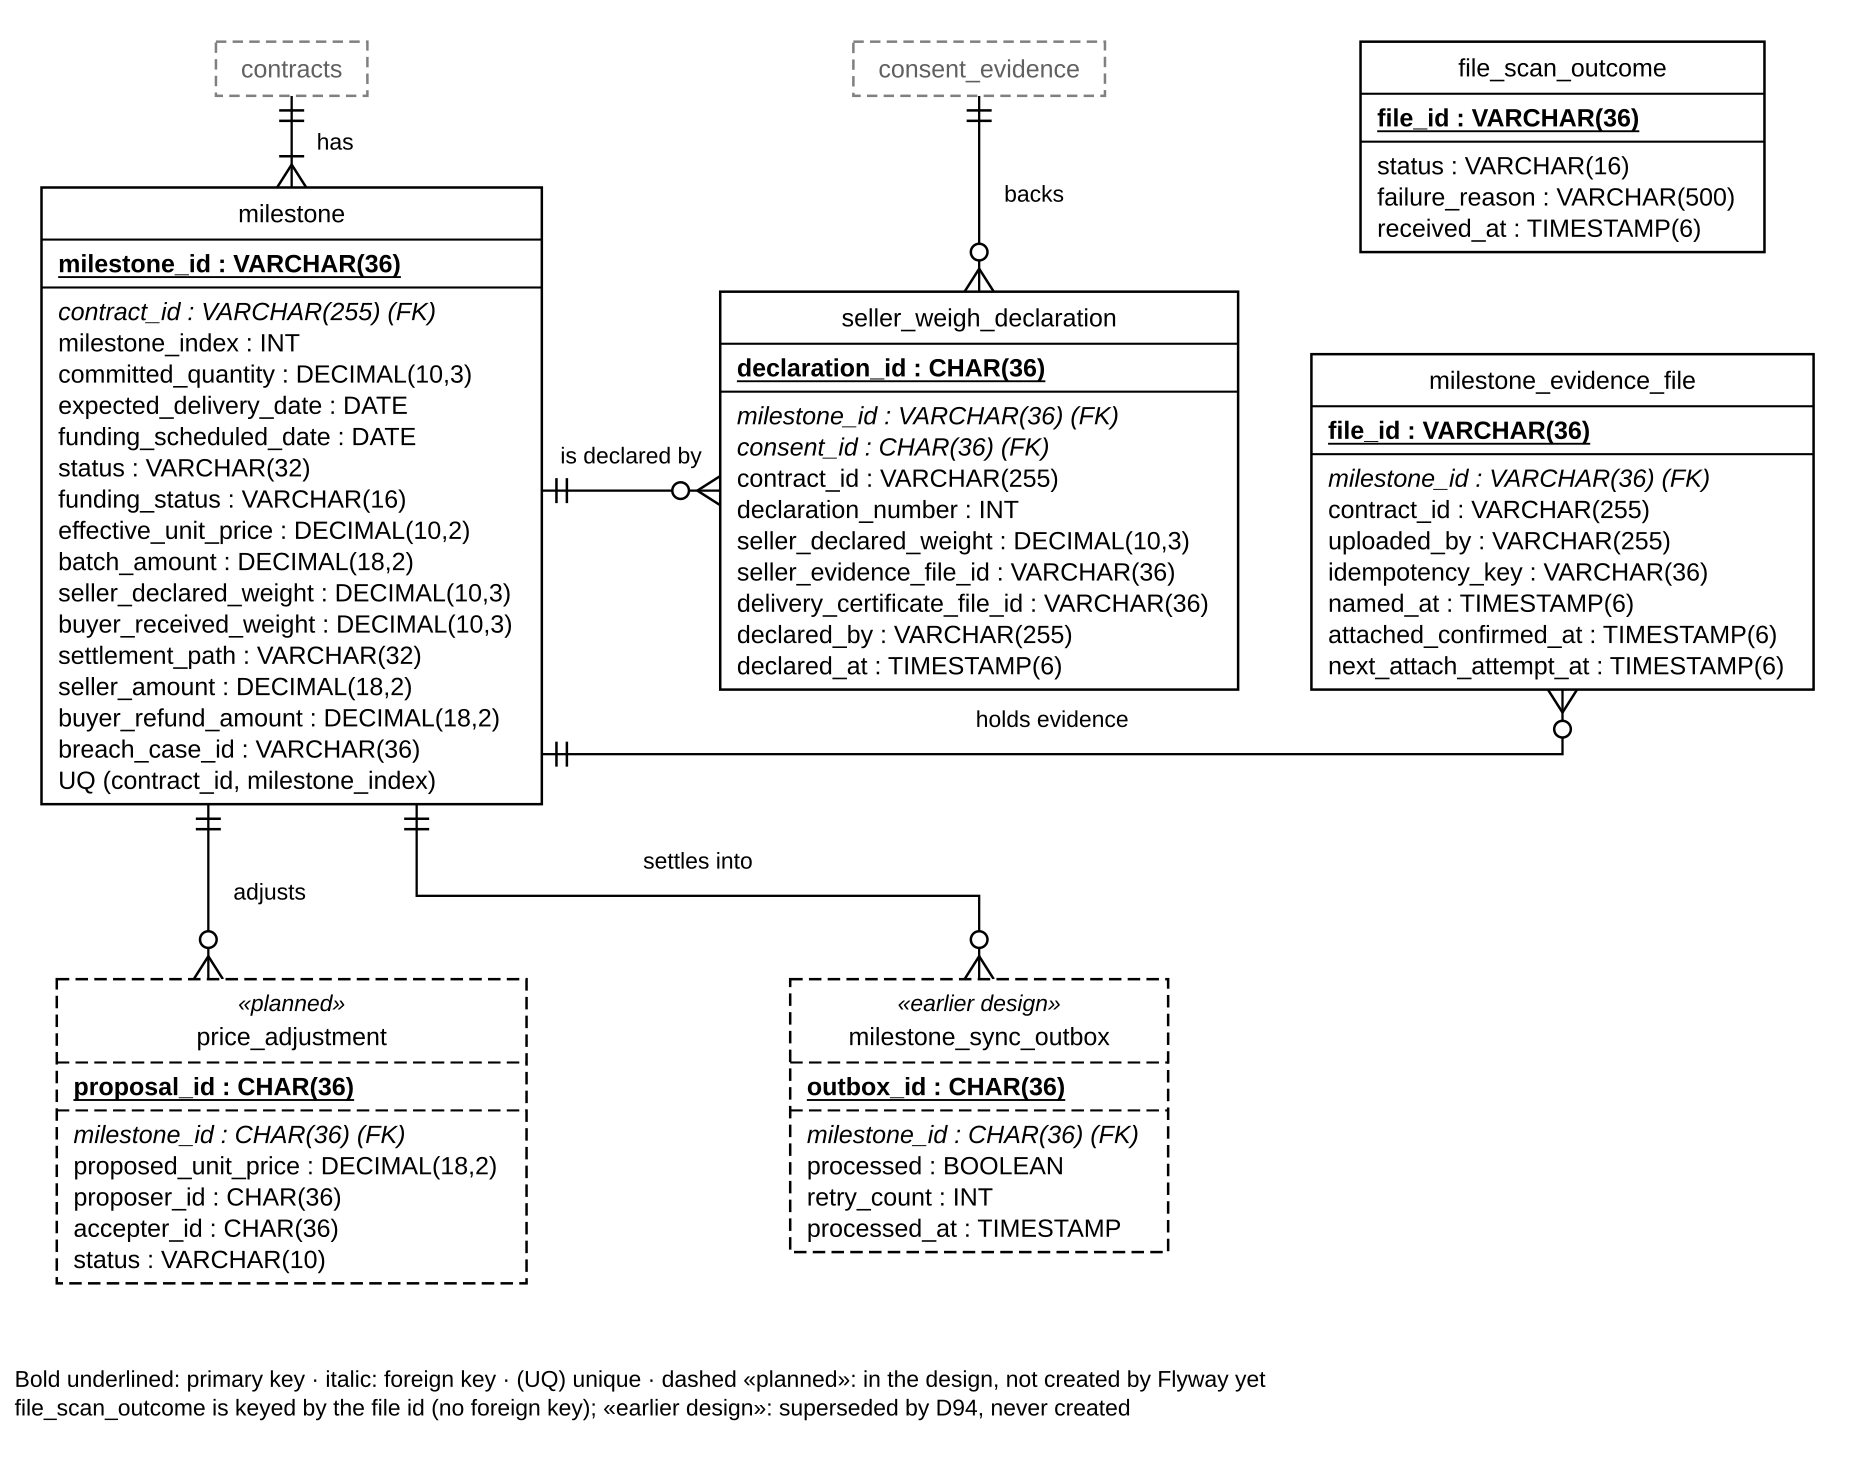 contracts
has
consent_evidence
backs
file_scan_outcome
file_id : VARCHAR(36)
status : VARCHAR(16)
failure_reason : VARCHAR(500)
received_at : TIMESTAMP(6)
milestone
milestone_id : VARCHAR(36)
contract_id : VARCHAR(255) (FK)
milestone_index : INT
committed_quantity : DECIMAL(10,3)
expected_delivery_date : DATE
funding_scheduled_date : DATE
status : VARCHAR(32)
funding_status : VARCHAR(16)
effective_unit_price : DECIMAL(10,2)
batch_amount : DECIMAL(18,2)
seller_declared_weight : DECIMAL(10,3)
buyer_received_weight : DECIMAL(10,3)
settlement_path : VARCHAR(32)
seller_amount : DECIMAL(18,2)
buyer_refund_amount : DECIMAL(18,2)
breach_case_id : VARCHAR(36)
UQ (contract_id, milestone_index)
is declared by
seller_weigh_declaration
declaration_id : CHAR(36)
milestone_id : VARCHAR(36) (FK)
consent_id : CHAR(36) (FK)
contract_id : VARCHAR(255)
declaration_number : INT
seller_declared_weight : DECIMAL(10,3)
seller_evidence_file_id : VARCHAR(36)
delivery_certificate_file_id : VARCHAR(36)
declared_by : VARCHAR(255)
declared_at : TIMESTAMP(6)
milestone_evidence_file
file_id : VARCHAR(36)
milestone_id : VARCHAR(36) (FK)
contract_id : VARCHAR(255)
uploaded_by : VARCHAR(255)
idempotency_key : VARCHAR(36)
named_at : TIMESTAMP(6)
attached_confirmed_at : TIMESTAMP(6)
next_attach_attempt_at : TIMESTAMP(6)
holds evidence
settles into
adjusts
«planned»
price_adjustment
proposal_id : CHAR(36)
milestone_id : CHAR(36) (FK)
proposed_unit_price : DECIMAL(18,2)
proposer_id : CHAR(36)
accepter_id : CHAR(36)
status : VARCHAR(10)
«earlier design»
milestone_sync_outbox
outbox_id : CHAR(36)
milestone_id : CHAR(36) (FK)
processed : BOOLEAN
retry_count : INT
processed_at : TIMESTAMP
Bold underlined: primary key · italic: foreign key · (UQ) unique · dashed «planned»: in the design, not created by Flyway yet
file_scan_outcome is keyed by the file id (no foreign key); «earlier design»: superseded by D94, never created